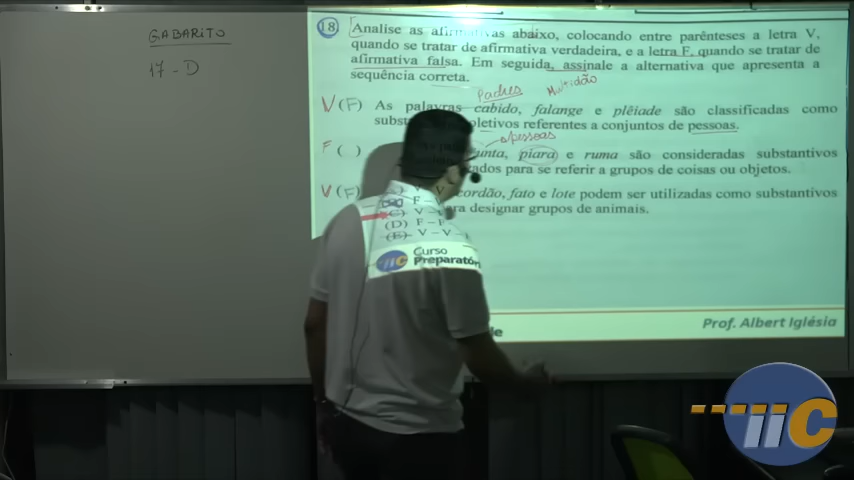 GABARITO
17 - D
18 Analise as afirmativas abaixo, colocando entre parênteses a letra V,
quando se tratar de afirmativa verdadeira, e a letra F, quando se tratar de
afirmativa falsa. Em seguida, assinale a alternativa que apresenta a
sequência correta.
Padres Multidão
V (F) As palavras cabido, falange e plêiade são classificadas como
coletivos referentes a conjuntos de pessoas.
pessoas
F ( ) junta, piara e ruma são consideradas substantivos
para se referir a grupos de coisas ou objetos.
V (F) cordão, fato e lote podem ser utilizadas como substantivos
para designar grupos de animais.
(C) V –
(D) F – F
(E) V – V –
Curso
Preparatóri
Prof. Albert Iglésia
iiC